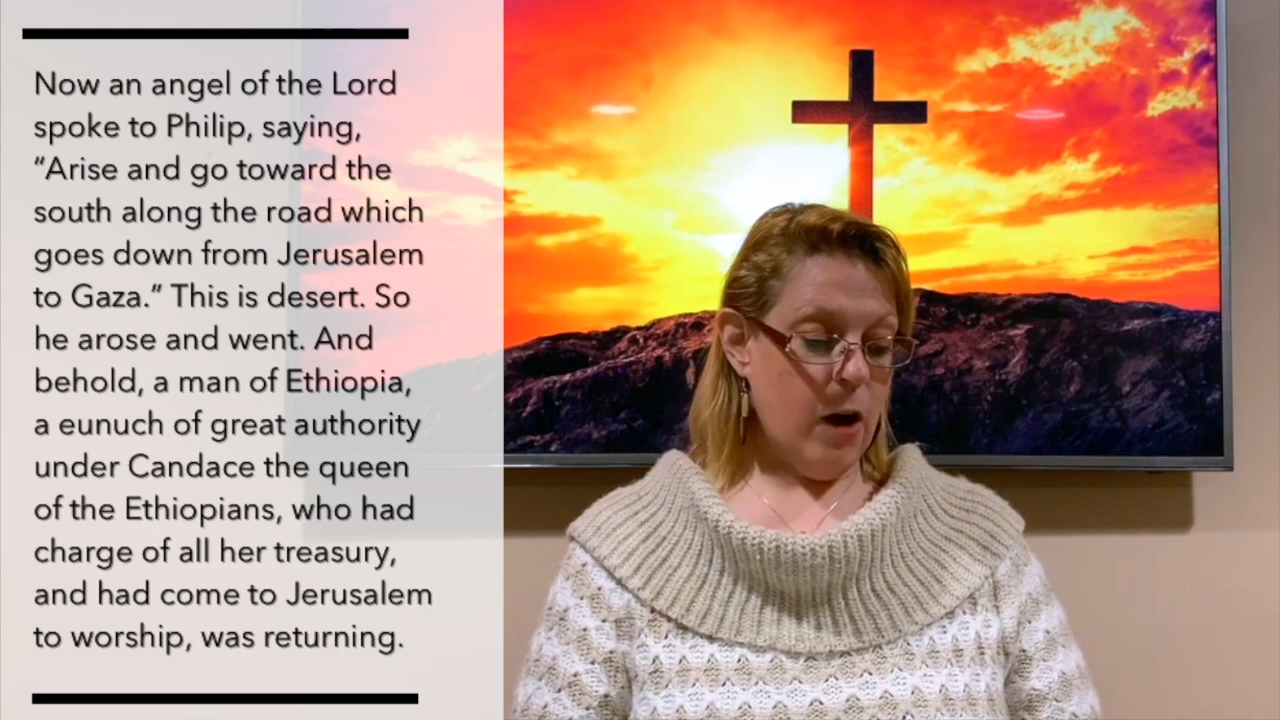 Now an angel of the Lord
spoke to Philip, saying,
“Arise and go toward the
south along the road which
goes down from Jerusalem
to Gaza.” This is desert. So
he arose and went. And
behold, a man of Ethiopia,
a eunuch of great authority
under Candace the queen
of the Ethiopians, who had
charge of all her treasury,
and had come to Jerusalem
to worship, was returning.